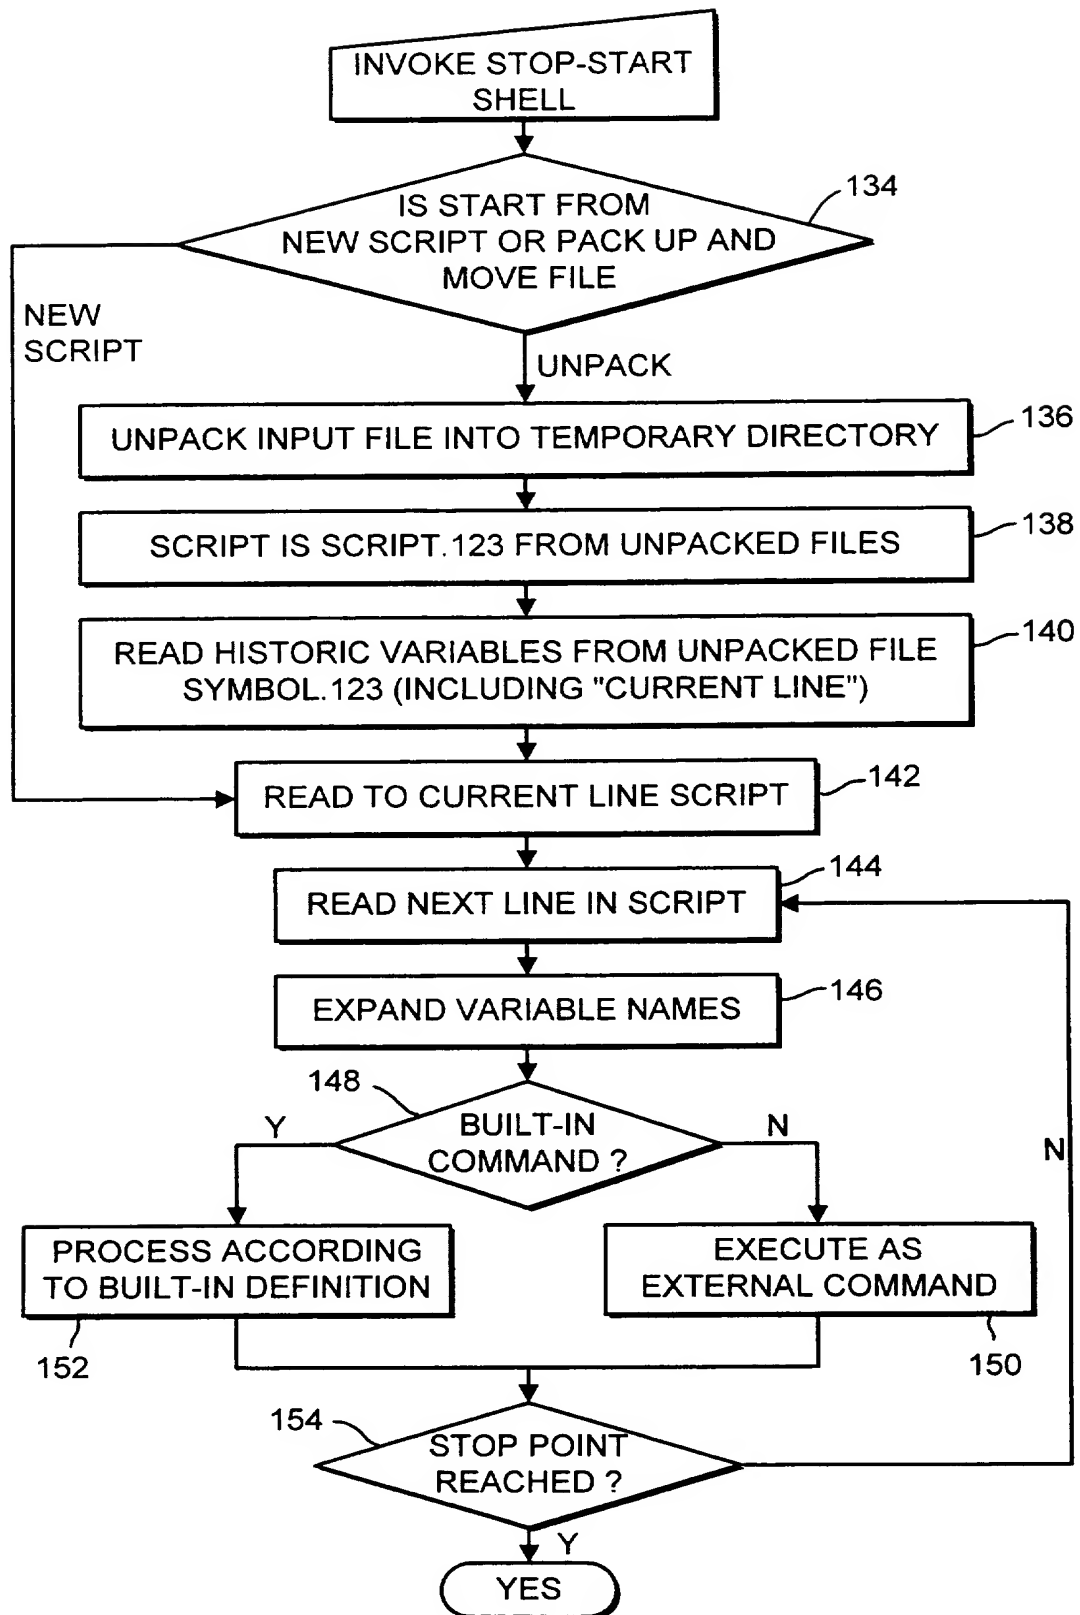 INVOKE STOP-START
SHELL
134
IS START FROM
NEW SCRIPT OR PACK UP AND
MOVE FILE
NEW
SCRIPT
UNPACK
136
UNPACK INPUT FILE INTO TEMPORARY DIRECTORY
138
SCRIPT IS SCRIPT.123 FROM UNPACKED FILES
140
READ HISTORIC VARIABLES FROM UNPACKED FILE
SYMBOL.123 (INCLUDING "CURRENT LINE")
142
READ TO CURRENT LINE SCRIPT
144
READ NEXT LINE IN SCRIPT
146
EXPAND VARIABLE NAMES
148
BUILT-IN
COMMAND ?
Y
N
N
PROCESS ACCORDING
TO BUILT-IN DEFINITION
152
EXECUTE AS
EXTERNAL COMMAND
150
154
STOP POINT
REACHED ?
Y
YES